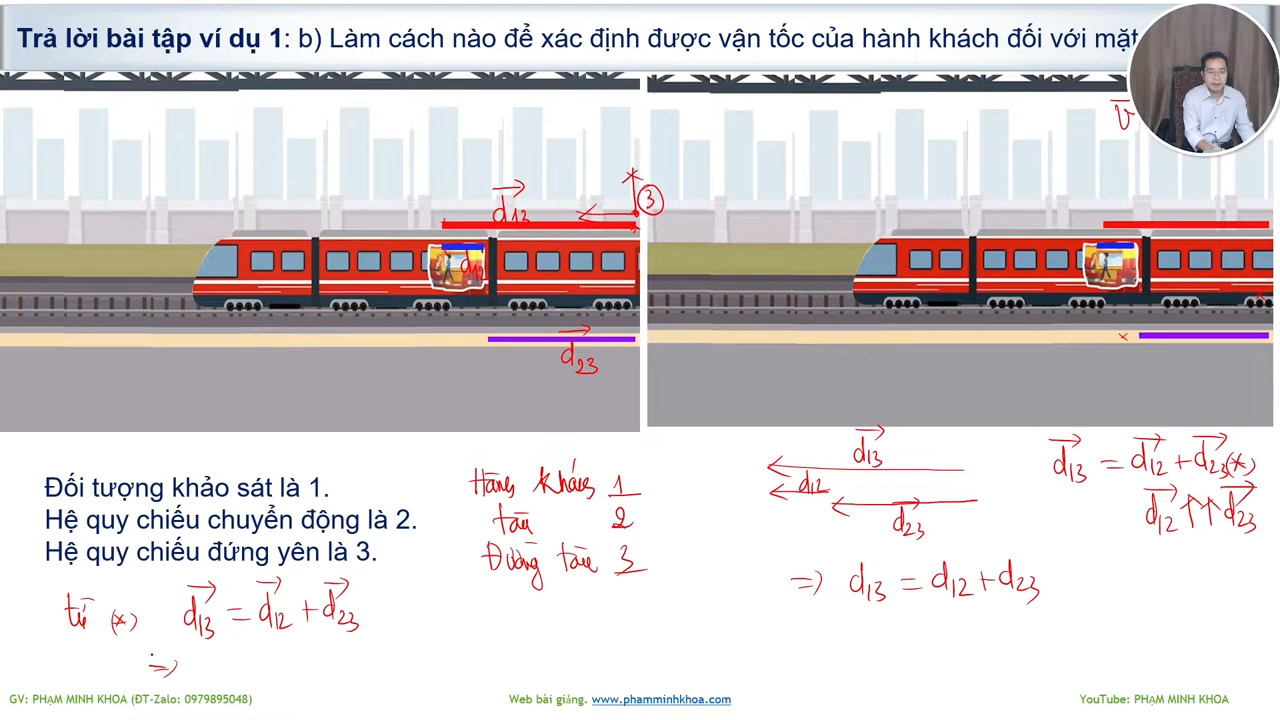 Trả lời bài tập ví dụ 1: b) Làm cách nào để xác định được vận tốc của hành khách đối với mặt
v
d13
3
d12
d23
Đối tượng khảo sát là 1.
Hệ quy chiếu chuyển động là 2.
Hệ quy chiếu đứng yên là 3.
Hành khách 1
tàu 2
Đường tàu 3
d13
d12
d23
d13 = d12 + d23 (*)
d12 ↑↑ d23
=> d13 = d12 + d23
từ (*) d13 = d12 + d23
=>
GV: PHẠM MINH KHOA (ĐT-Zalo: 0979895048)
Web bài giảng. www.phamminhkhoa.com
YouTube: PHẠM MINH KHOA